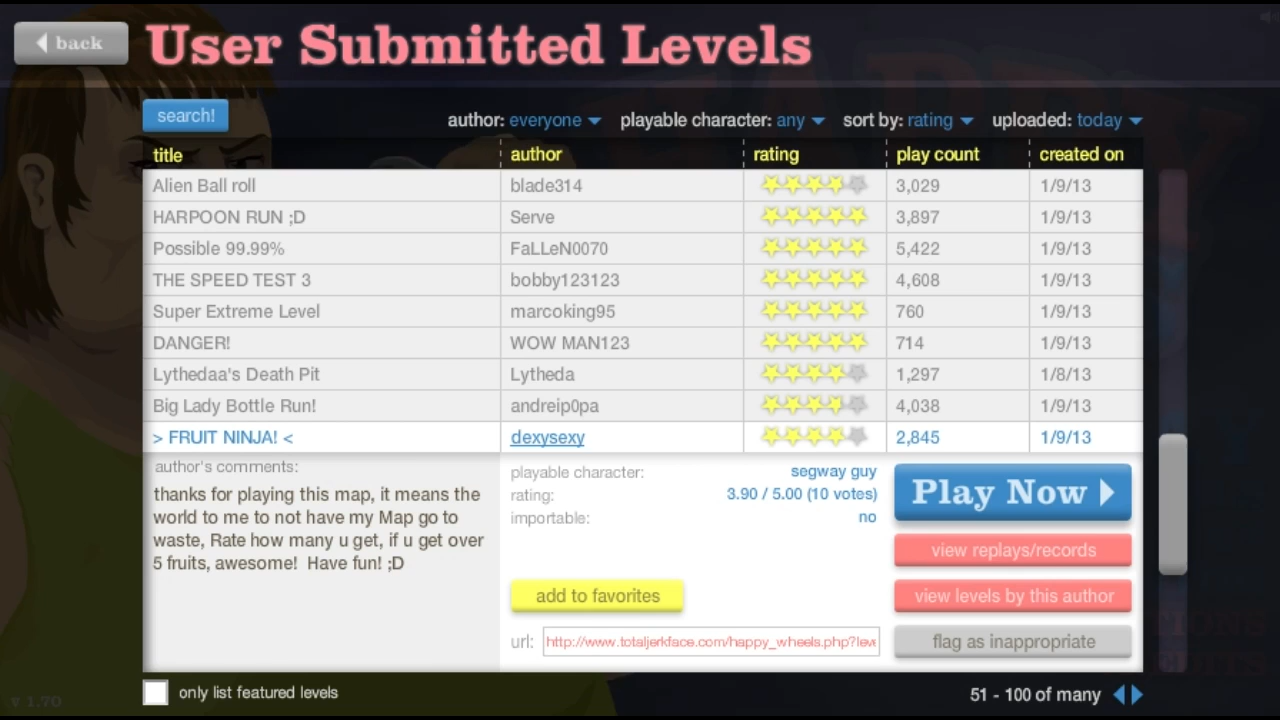 back
User Submitted Levels
search!
author: everyone playable character: any sort by: rating uploaded: today
title author rating play count created on
Alien Ball roll blade314 3,029 1/9/13
HARPOON RUN ;D Serve 3,897 1/9/13
Possible 99.99% FaLLeN0070 5,422 1/9/13
THE SPEED TEST 3 bobby123123 4,608 1/9/13
Super Extreme Level marcoking95 760 1/9/13
DANGER! WOW MAN123 714 1/9/13
Lythedaa's Death Pit Lytheda 1,297 1/8/13
Big Lady Bottle Run! andreip0pa 4,038 1/9/13
> FRUIT NINJA! < dexysexy 2,845 1/9/13
author's comments:
thanks for playing this map, it means the
world to me to not have my Map go to
waste, Rate how many u get, if u get over
5 fruits, awesome! Have fun! ;D
playable character: segway guy
rating: 3.90 / 5.00 (10 votes)
importable: no
add to favorites
url: http://www.totaljerkface.com/happy_wheels.php?leve
Play Now
view replays/records
view levels by this author
flag as inappropriate
only list featured levels
51 - 100 of many
v 1.70